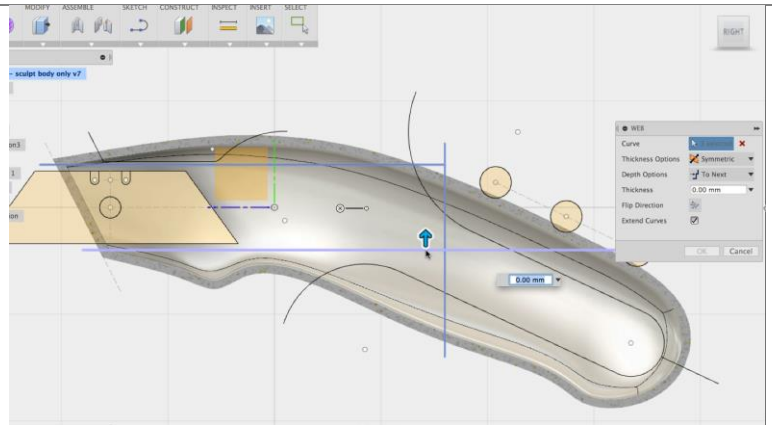 MODIFY ASSEMBLE SKETCH CONSTRUCT INSPECT INSERT SELECT
RIGHT
- sculpt body only v7
WEB
Curve
Thickness Options Symmetric
Depth Options To Next
Thickness 0.00 mm
Flip Direction
Extend Curves
OK Cancel
0.00 mm